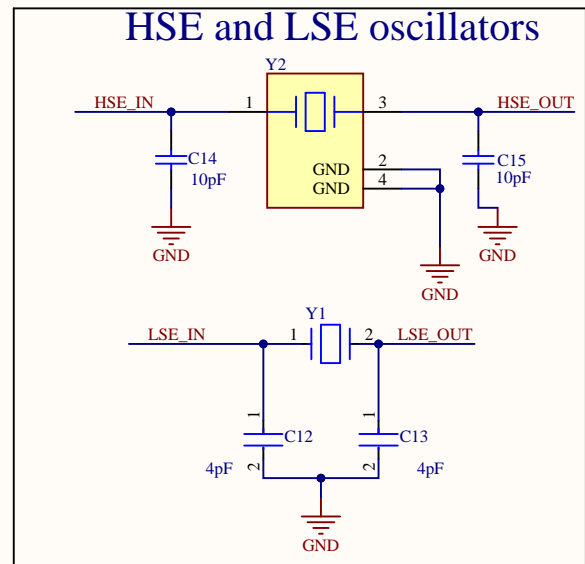 HSE and LSE oscillators
Y2
HSE_IN 1 3 HSE_OUT
C14 GND 2 C15
10pF GND 4 10pF
GND GND
GND
Y1
LSE_IN 1 2 LSE_OUT
1 1
C12 C13
4pF 2 2 4pF
GND